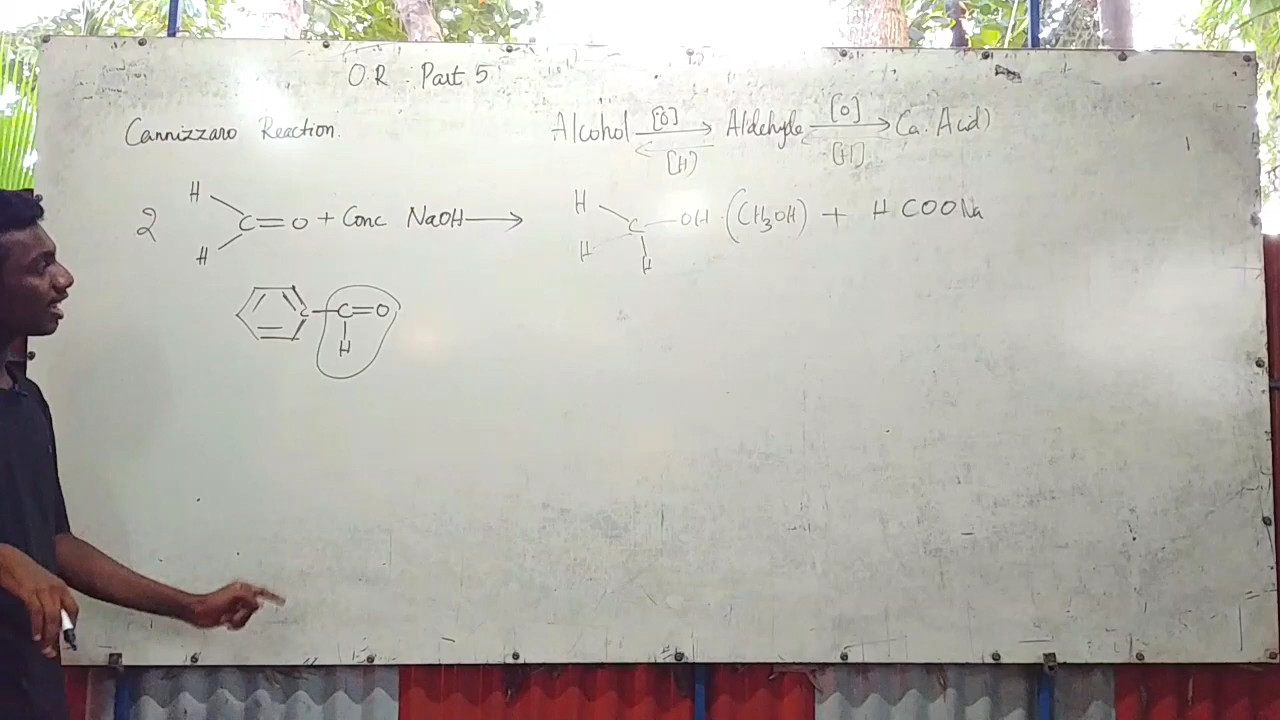 O.R. Part 5
Cannizzaro Reaction.
Alcohol [O] Aldehyde [O] Ca. Acid)
[H] [H]
H
2 C=O + Conc NaOH
H
H
C-OH (CH3OH) + H COONa
H H
C=O
H